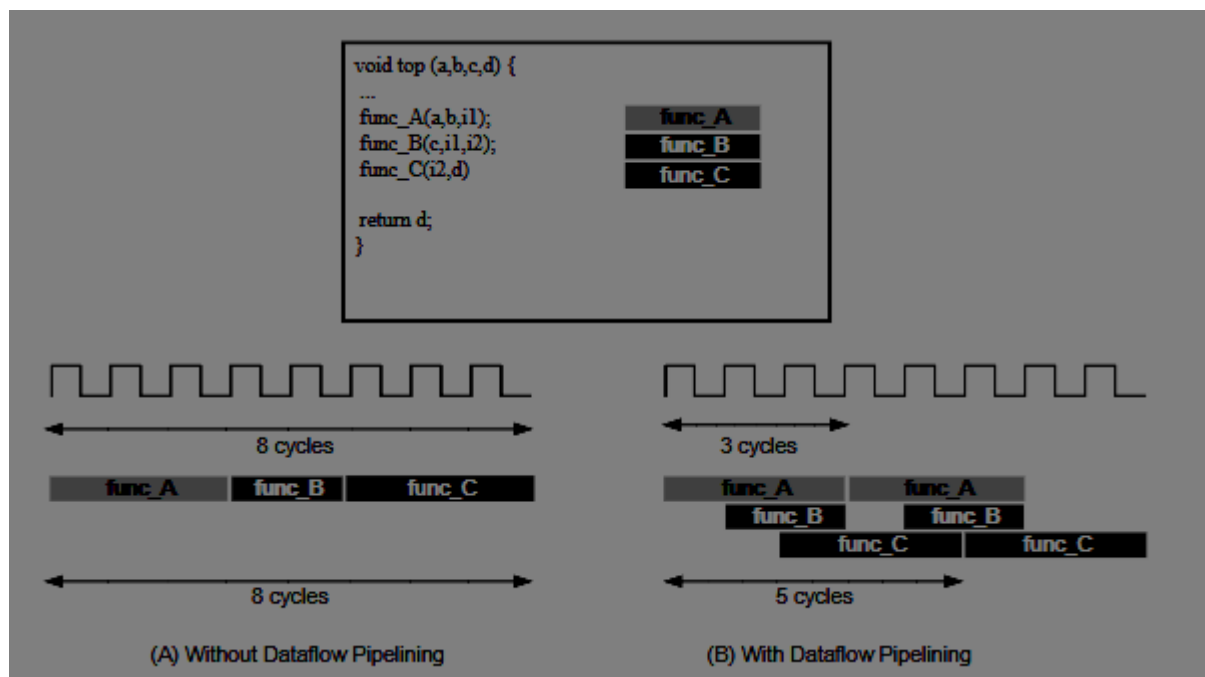 void top (a,b,c,d) {
...
func_A(a,b,i1);
func_B(c,i1,i2);
func_C(i2,d)
return d;
}
func_A
func_B
func_C
8 cycles
func_A func_B func_C
8 cycles
(A) Without Dataflow Pipelining
3 cycles
func_A func_A
func_B func_B
func_C func_C
5 cycles
(B) With Dataflow Pipelining